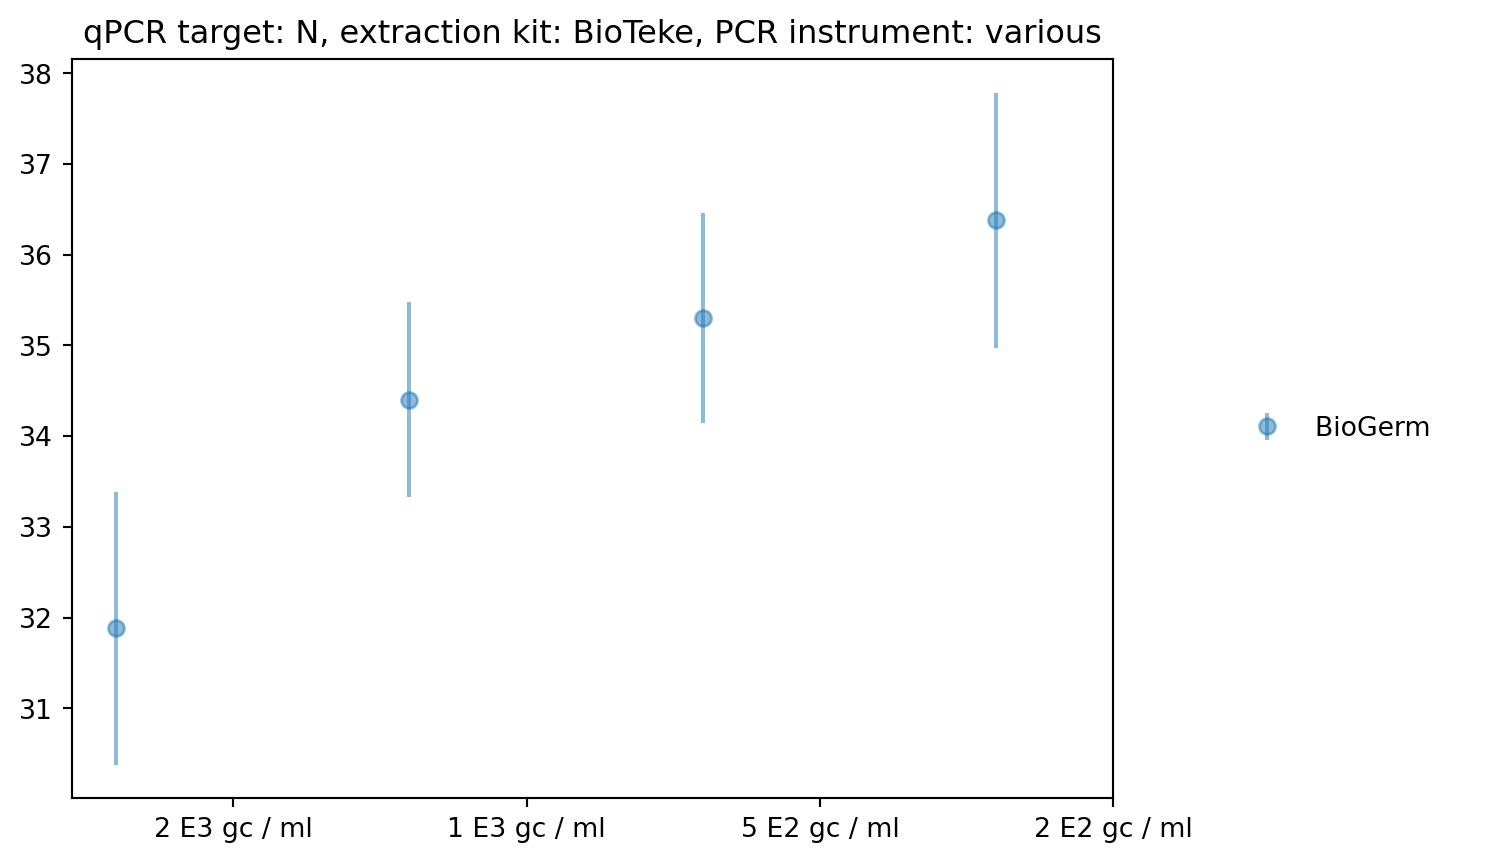 qPCR target: N, extraction kit: BioTeke, PCR instrument: various
38
37
36
35
34
33
32
31
BioGerm
2 E3 gc / ml
1 E3 gc / ml
5 E2 gc / ml
2 E2 gc / ml